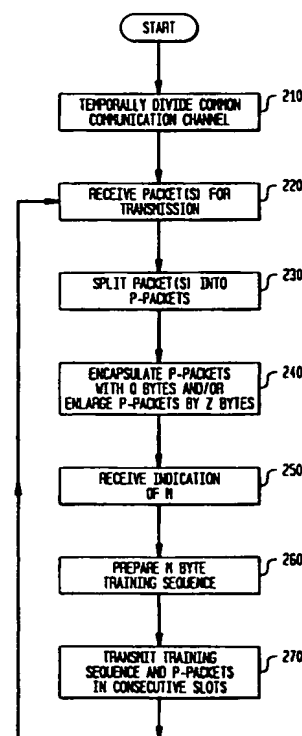 START
TEMPORALLY DIVIDE COMMON
COMMUNICATION CHANNEL
210
RECEIVE PACKET(S) FOR
TRANSMISSION
220
SPLIT PACKET(S) INTO
P-PACKETS
230
ENCAPSULATE P-PACKETS
WITH Q BYTES AND/OR
ENLARGE P-PACKETS BY Z BYTES
240
RECEIVE INDICATION
OF M
250
PREPARE M BYTE
TRAINING SEQUENCE
260
TRANSMIT TRAINING
SEQUENCE AND P-PACKETS
IN CONSECUTIVE SLOTS
270